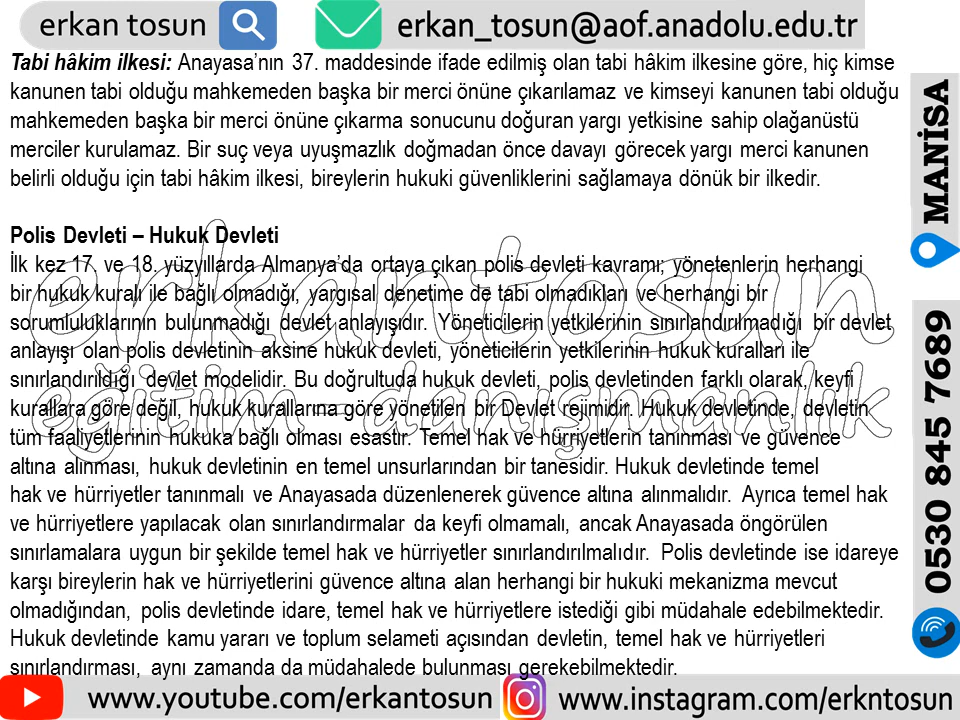 erkan tosun
erkan_tosun@aof.anadolu.edu.tr
Tabi hâkim ilkesi: Anayasa’nın 37. maddesinde ifade edilmiş olan tabi hâkim ilkesine göre, hiç kimse
kanunen tabi olduğu mahkemeden başka bir merci önüne çıkarılamaz ve kimseyi kanunen tabi olduğu
mahkemeden başka bir merci önüne çıkarma sonucunu doğuran yargı yetkisine sahip olağanüstü
merciler kurulamaz. Bir suç veya uyuşmazlık doğmadan önce davayı görecek yargı merci kanunen
belirli olduğu için tabi hâkim ilkesi, bireylerin hukuki güvenliklerini sağlamaya dönük bir ilkedir.
Polis Devleti – Hukuk Devleti
İlk kez 17. ve 18. yüzyıllarda Almanya’da ortaya çıkan polis devleti kavramı, yönetenlerin herhangi
bir hukuk kuralı ile bağlı olmadığı, yargısal denetime de tabi olmadıkları ve herhangi bir
sorumluluklarının bulunmadığı devlet anlayışıdır. Yöneticilerin yetkilerinin sınırlandırılmadığı bir devlet
anlayışı olan polis devletinin aksine hukuk devleti, yöneticilerin yetkilerinin hukuk kuralları ile
sınırlandırıldığı devlet modelidir. Bu doğrultuda hukuk devleti, polis devletinden farklı olarak, keyfi
kurallara göre değil, hukuk kurallarına göre yönetilen bir Devlet rejimidir. Hukuk devletinde, devletin
tüm faaliyetlerinin hukuka bağlı olması esastır. Temel hak ve hürriyetlerin tanınması ve güvence
altına alınması, hukuk devletinin en temel unsurlarından bir tanesidir. Hukuk devletinde temel
hak ve hürriyetler tanınmalı ve Anayasada düzenlenerek güvence altına alınmalıdır. Ayrıca temel hak
ve hürriyetlere yapılacak olan sınırlandırmalar da keyfi olmamalı, ancak Anayasada öngörülen
sınırlamalara uygun bir şekilde temel hak ve hürriyetler sınırlandırılmalıdır. Polis devletinde ise idareye
karşı bireylerin hak ve hürriyetlerini güvence altına alan herhangi bir hukuki mekanizma mevcut
olmadığından, polis devletinde idare, temel hak ve hürriyetlere istediği gibi müdahale edebilmektedir.
Hukuk devletinde kamu yararı ve toplum selameti açısından devletin, temel hak ve hürriyetleri
sınırlandırması, aynı zamanda da müdahalede bulunması gerekebilmektedir.
erkan tosun
eğitim-danışmanlık
MANİSA
0530 845 7689
www.youtube.com/erkantosun
www.instagram.com/erkntosun